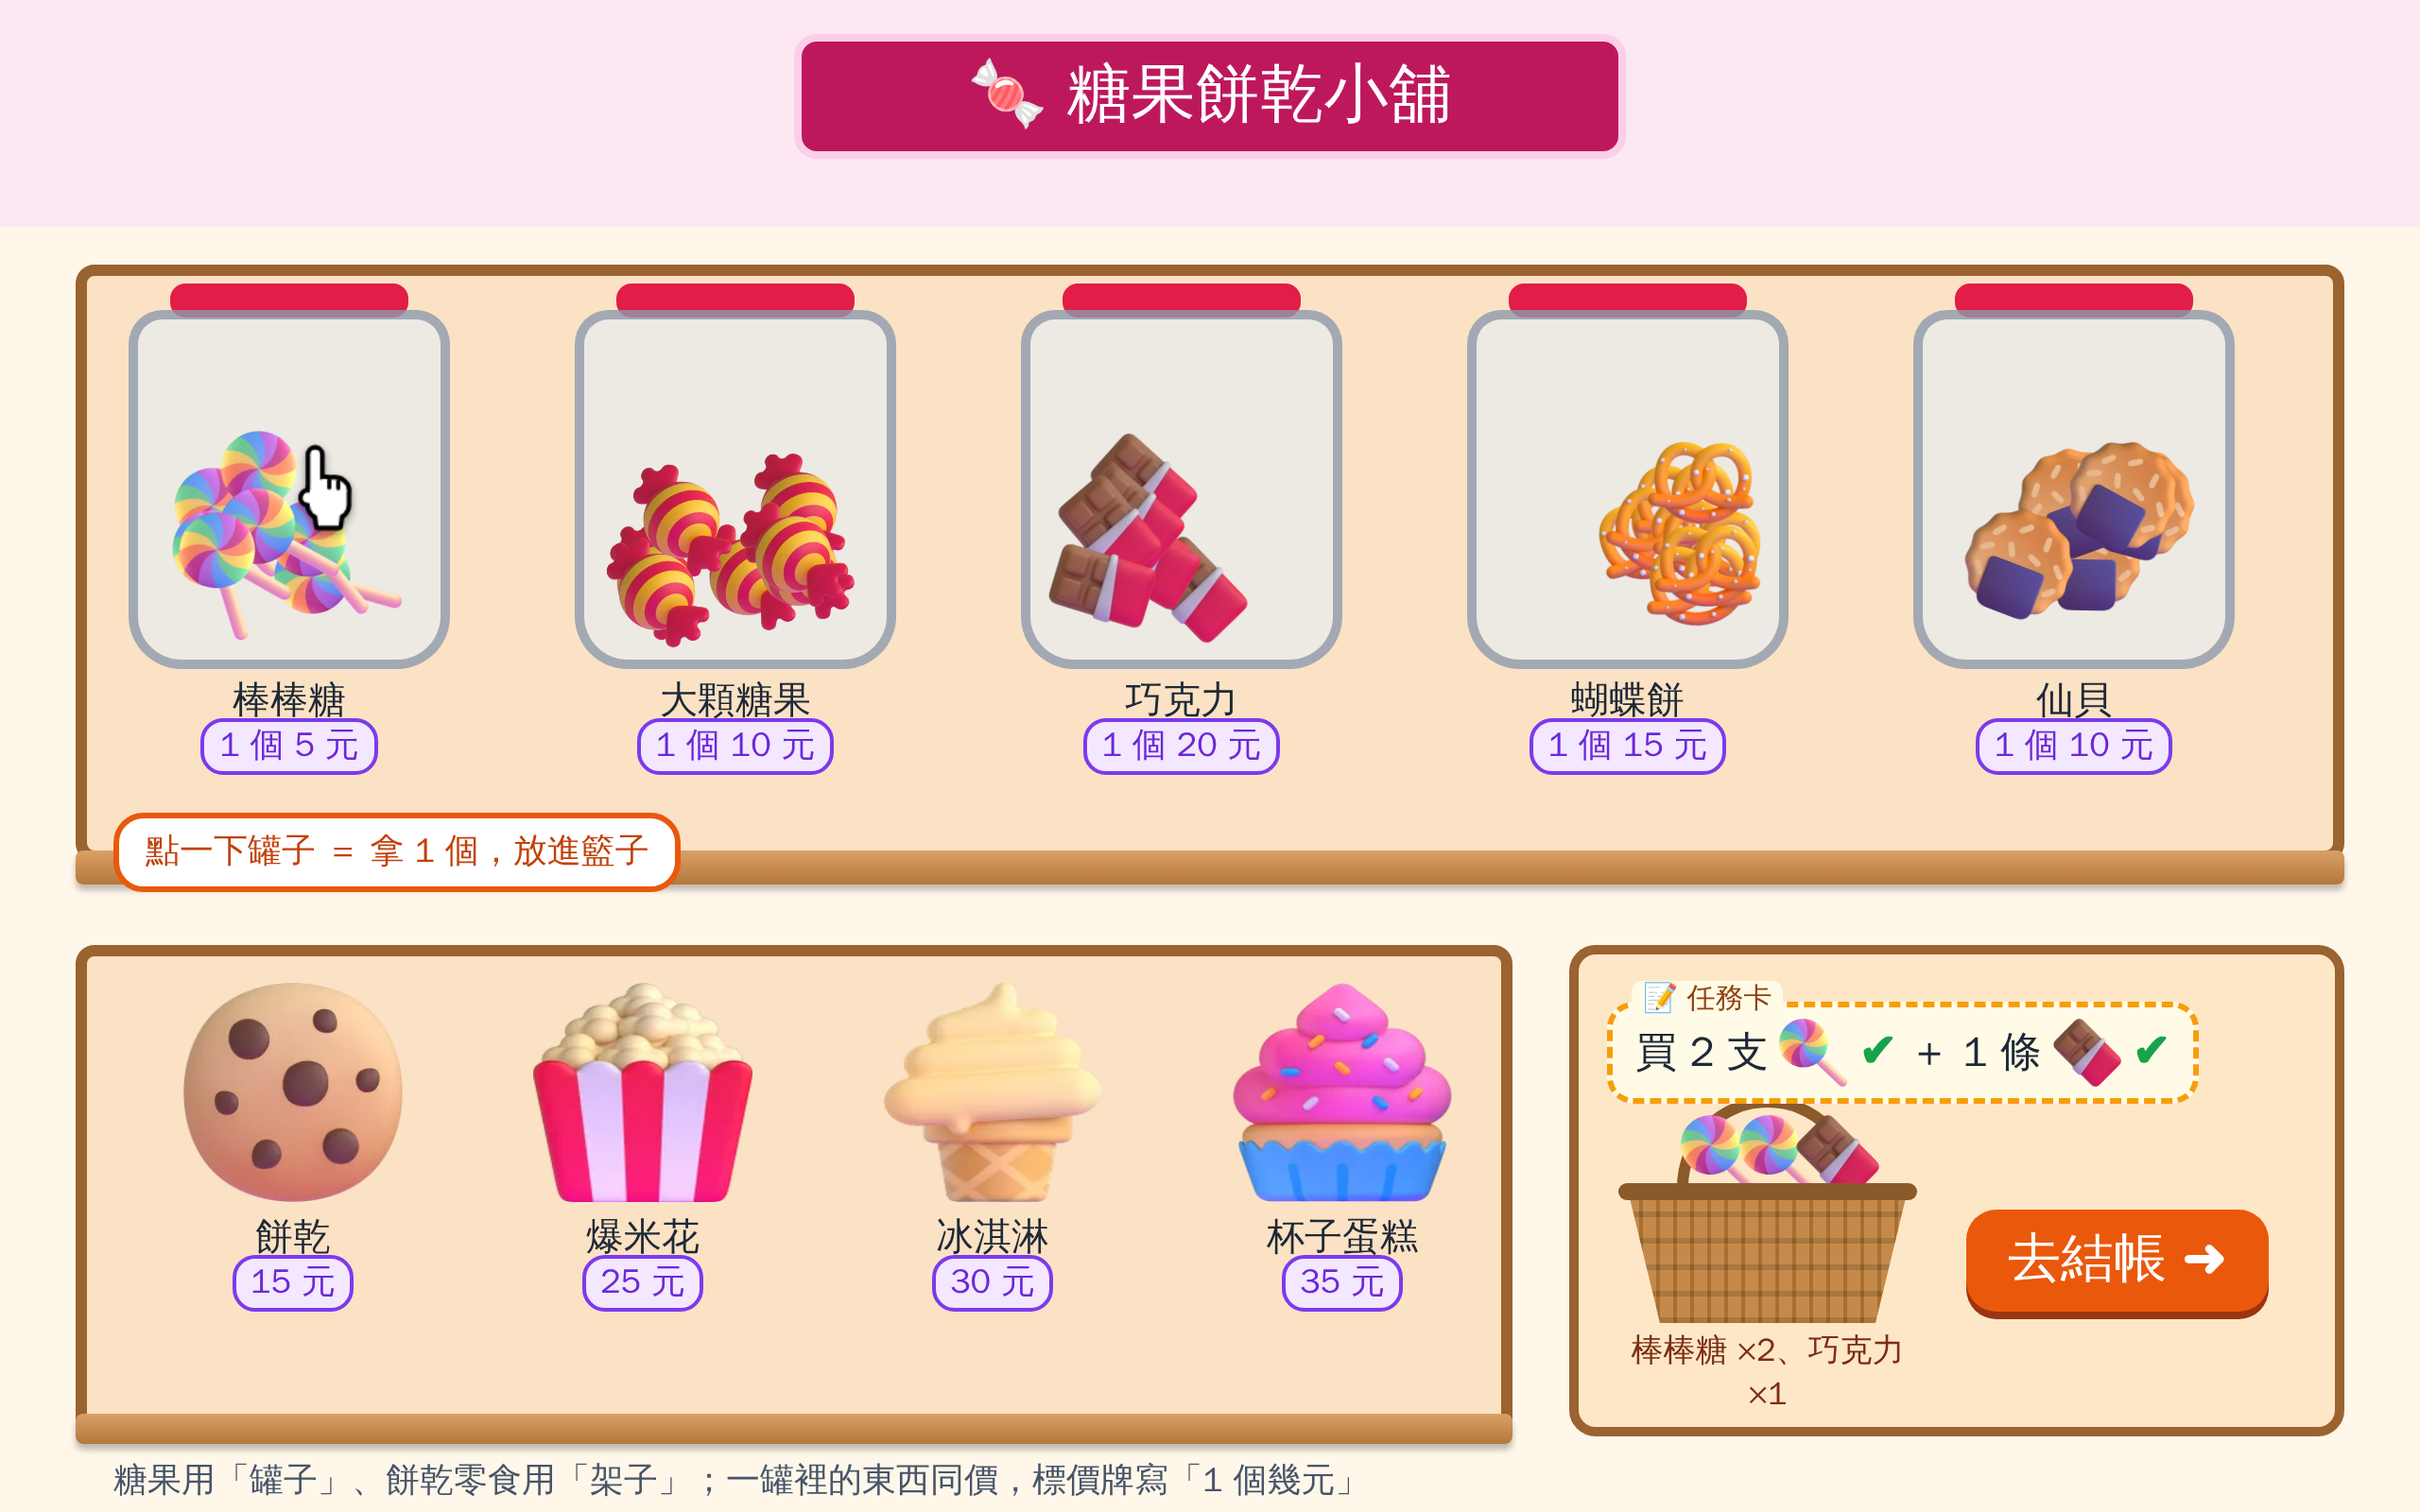 🍬 糖果餅乾小舖
棒棒糖
1 個 5 元
大顆糖果
1 個 10 元
巧克力
1 個 20 元
蝴蝶餅
1 個 15 元
仙貝
1 個 10 元
點一下罐子 ＝ 拿 1 個，放進籃子
餅乾
15 元
爆米花
25 元
冰淇淋
30 元
杯子蛋糕
35 元
📝 任務卡
買 2 支 🍭 ✔ ＋ 1 條 🍫 ✔
去結帳 ➜
棒棒糖 ×2、巧克力
×1
糖果用「罐子」、餅乾零食用「架子」；一罐裡的東西同價，標價牌寫「1 個幾元」